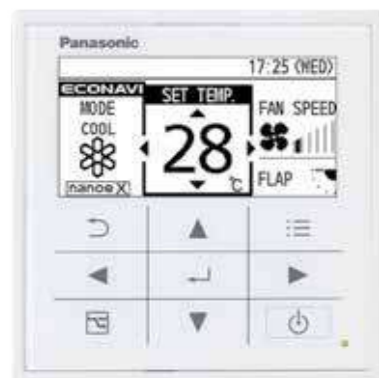 Panasonic
17:25 (WED)
ECONAVI
MODE
COOL
nanoe X
SET TEMP.
28
℃
FAN SPEED
FLAP